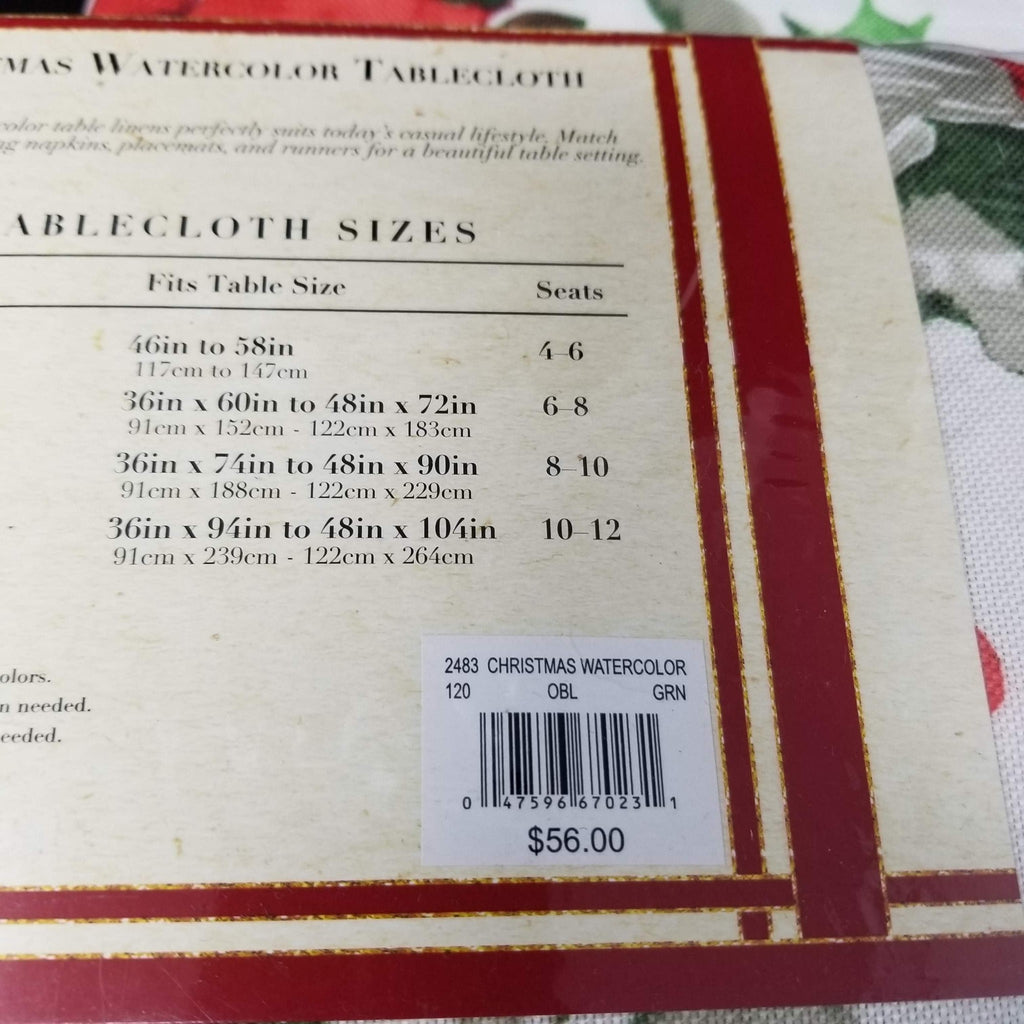 MAS WATERCOLOR TABLECLOTH
color table linens perfectly suits today's casual lifestyle. Match
ng napkins, placemats, and runners for a beautiful table setting.
ABLECLOTH SIZES
Fits Table Size Seats
46in to 58in 4-6
117cm to 147cm
36in x 60in to 48in x 72in 6-8
91cm x 152cm - 122cm x 183cm
36in x 74in to 48in x 90in 8-10
91cm x 188cm - 122cm x 229cm
36in x 94in to 48in x 104in 10-12
91cm x 239cm - 122cm x 264cm
olors.
n needed.
eeded.
2483 CHRISTMAS WATERCOLOR
120 OBL GRN
0 47596 67023 1
$56.00